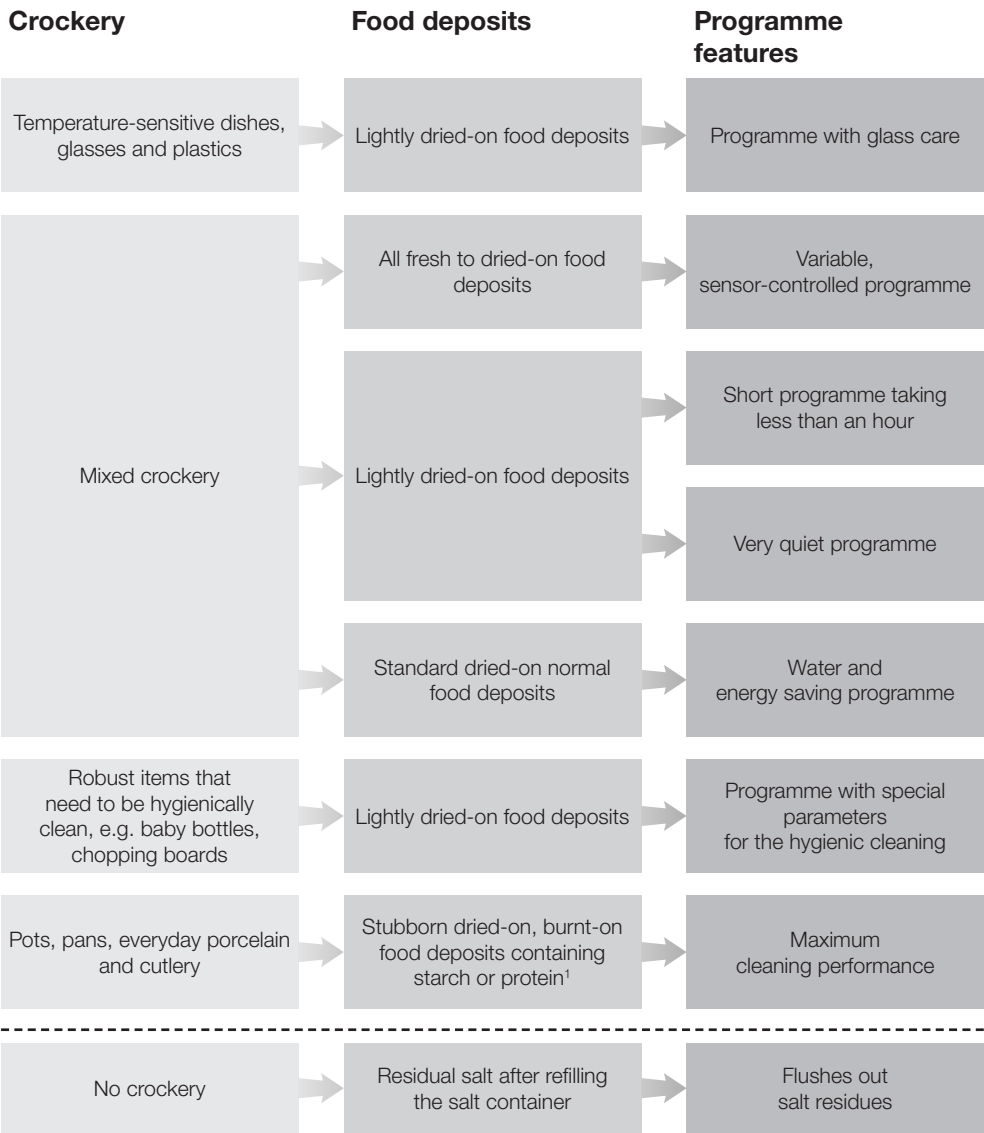 Crockery
Food deposits
Programme
features
Temperature-sensitive dishes,
glasses and plastics
Lightly dried-on food deposits
Programme with glass care
Mixed crockery
All fresh to dried-on food
deposits
Variable,
sensor-controlled programme
Lightly dried-on food deposits
Short programme taking
less than an hour
Very quiet programme
Standard dried-on normal
food deposits
Water and
energy saving programme
Robust items that
need to be hygienically
clean, e.g. baby bottles,
chopping boards
Lightly dried-on food deposits
Programme with special
parameters
for the hygienic cleaning
Pots, pans, everyday porcelain
and cutlery
Stubborn dried-on, burnt-on
food deposits containing
starch or protein¹
Maximum
cleaning performance
No crockery
Residual salt after refilling
the salt container
Flushes out
salt residues